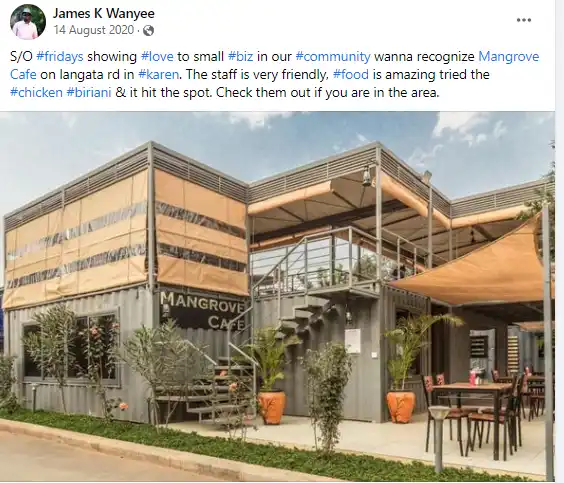 James K Wanyee
14 August 2020 ·
S/O #fridays showing #love to small #biz in our #community wanna recognize Mangrove
Cafe on langata rd in #karen. The staff is very friendly, #food is amazing tried the
#chicken #biriani & it hit the spot. Check them out if you are in the area.
MANGROVE
CAFE